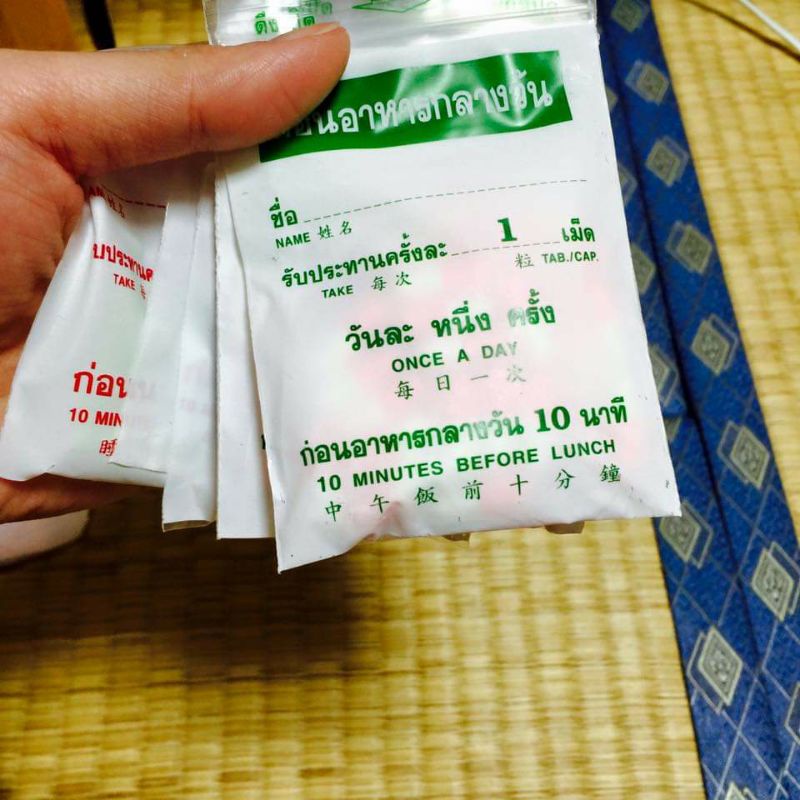 ก่อนอาหารกลางวัน
ชื่อ
NAME 姓名
รับประทานครั้งละ 1 เม็ด
TAKE 每次 粒 TAB./CAP.
วันละ หนึ่ง ครั้ง
ONCE A DAY
每日一次
ก่อนอาหารกลางวัน 10 นาที
10 MINUTES BEFORE LUNCH
中午飯前十分鐘
TAKE
ก่อน
10 MIN